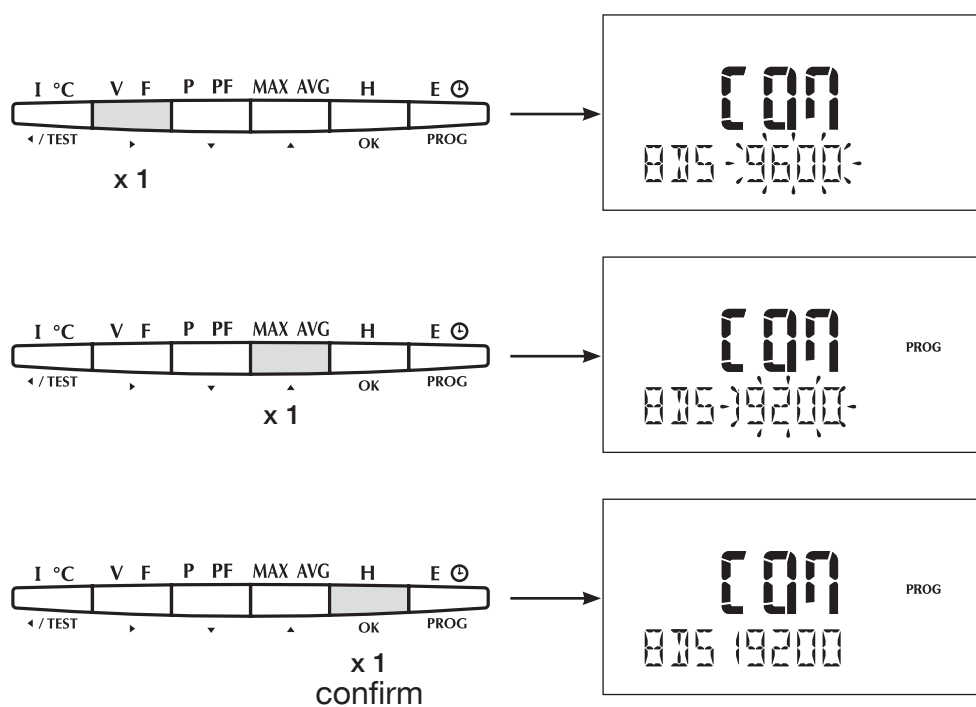 I °C V F P PF MAX AVG H E
◂ / TEST ▸ ▾ ▴ OK PROG
x 1
COM
BDS 9600
I °C V F P PF MAX AVG H E
◂ / TEST ▸ ▾ ▴ OK PROG
x 1
COM PROG
BDS 19200
I °C V F P PF MAX AVG H E
◂ / TEST ▸ ▾ ▴ OK PROG
x 1
confirm
COM PROG
BDS 19200